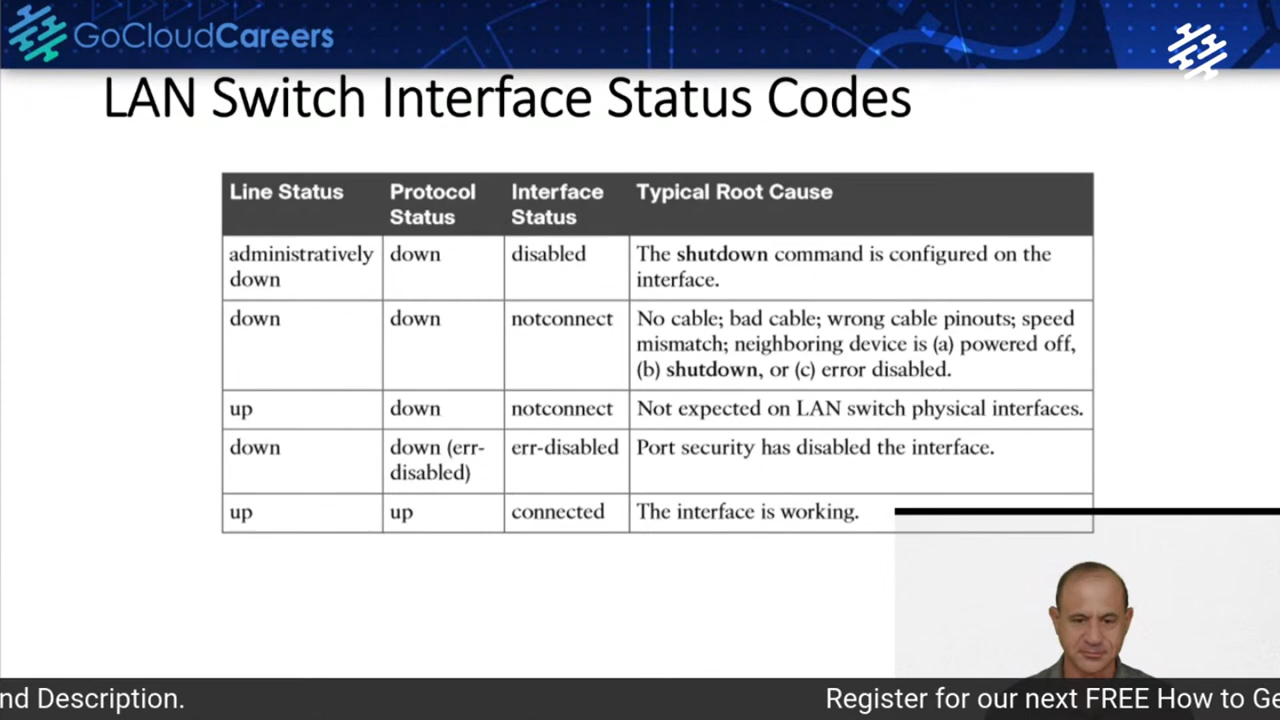 GoCloudCareers
LAN Switch Interface Status Codes
Line Status
Protocol
Status
Interface
Status
Typical Root Cause
administratively
down
down
disabled
The shutdown command is configured on the
interface.
down
down
notconnect
No cable; bad cable; wrong cable pinouts; speed
mismatch; neighboring device is (a) powered off,
(b) shutdown, or (c) error disabled.
up
down
notconnect
Not expected on LAN switch physical interfaces.
down
down (err-
disabled)
err-disabled
Port security has disabled the interface.
up
up
connected
The interface is working.
nd Description.
Register for our next FREE How to Ge